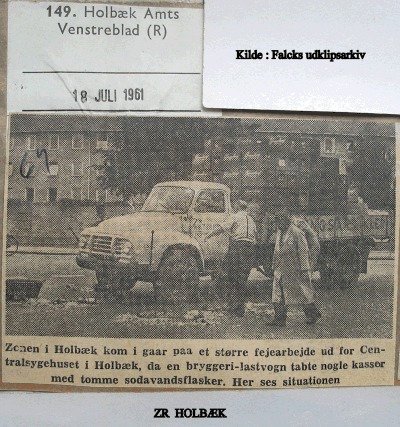 149. Holbæk Amts
Venstreblad (R)
Kilde : Falcks udklipsarkiv
18 JULI 1961
Zonen i Holbæk kom i gaar paa et større fejearbejde ud for Cen-
tralsygehuset i Holbæk, da en bryggeri-lastvogn tabte nogle kasser
med tomme sodavandsflasker. Her ses situationen
ZR HOLBÆK